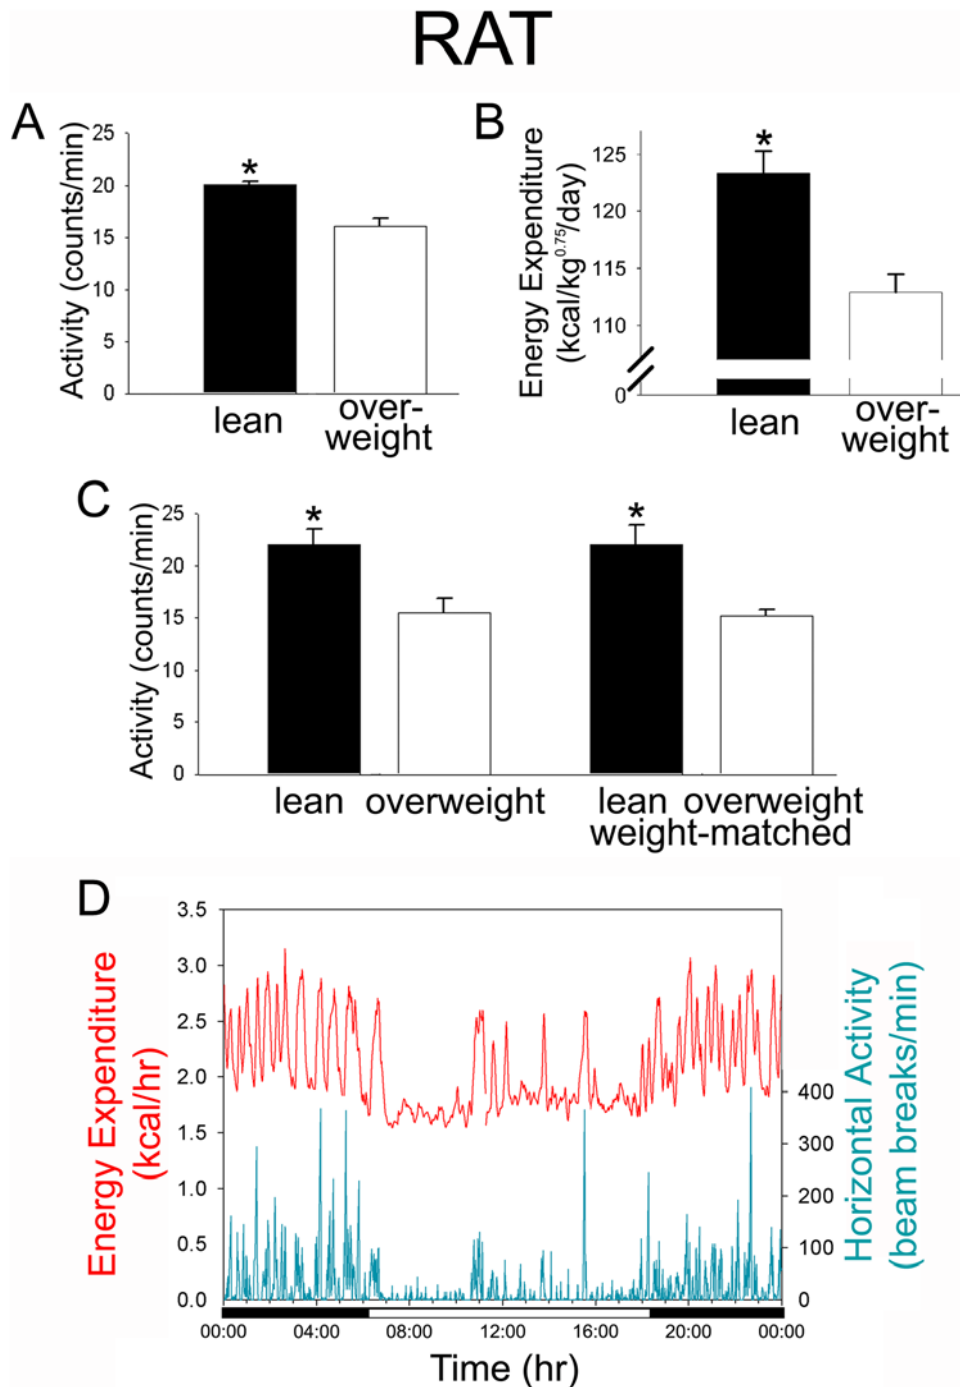 RAT
A
Activity (counts/min)
25
20
15
10
5
0
*
lean
over-
weight
B
Energy Expenditure
(kcal/kg^0.75/day)
125
120
115
110
0
*
lean
over-
weight
C
Activity (counts/min)
25
20
15
10
5
0
*
*
lean overweight
lean overweight
weight-matched
D
Energy Expenditure
(kcal/hr)
3.5
3.0
2.5
2.0
1.5
1.0
0.5
0.0
400
300
200
100
0
Horizontal Activity
(beam breaks/min)
00:00 04:00 08:00 12:00 16:00 20:00 00:00
Time (hr)